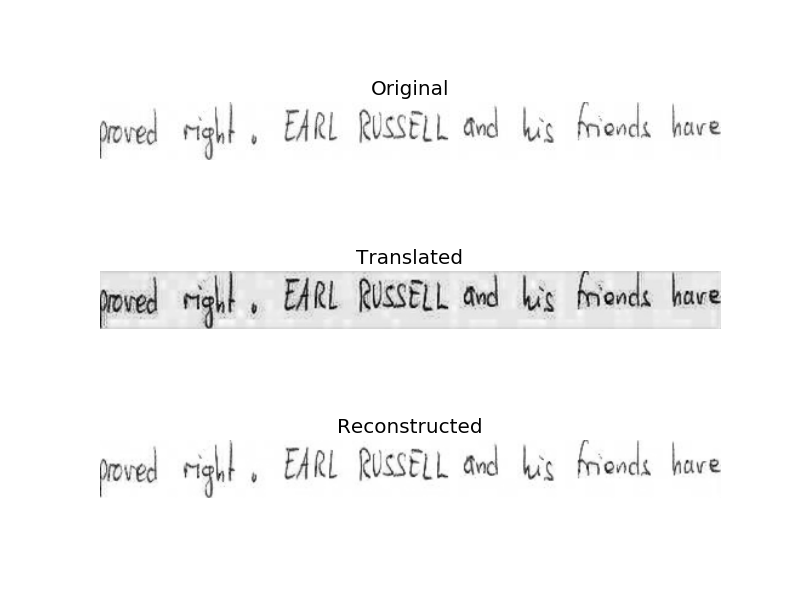 Original
proved right. EARL RUSSELL and his friends have
Translated
proved right. EARL RUSSELL and his friends have
Reconstructed
proved right. EARL RUSSELL and his friends have